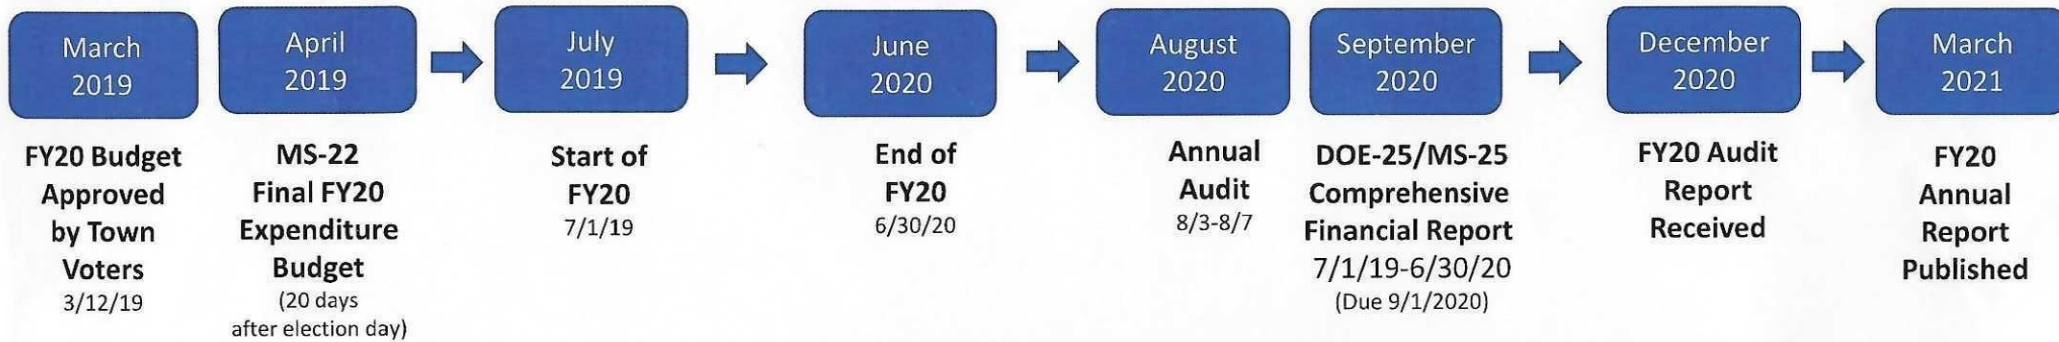 March
2019
FY20 Budget
Approved
by Town
Voters
3/12/19
April
2019
MS-22
Final FY20
Expenditure
Budget
(20 days
after election day)
July
2019
Start of
FY20
7/1/19
June
2020
End of
FY20
6/30/20
August
2020
Annual
Audit
8/3-8/7
September
2020
DOE-25/MS-25
Comprehensive
Financial Report
7/1/19-6/30/20
(Due 9/1/2020)
December
2020
FY20 Audit
Report
Received
March
2021
FY20
Annual
Report
Published